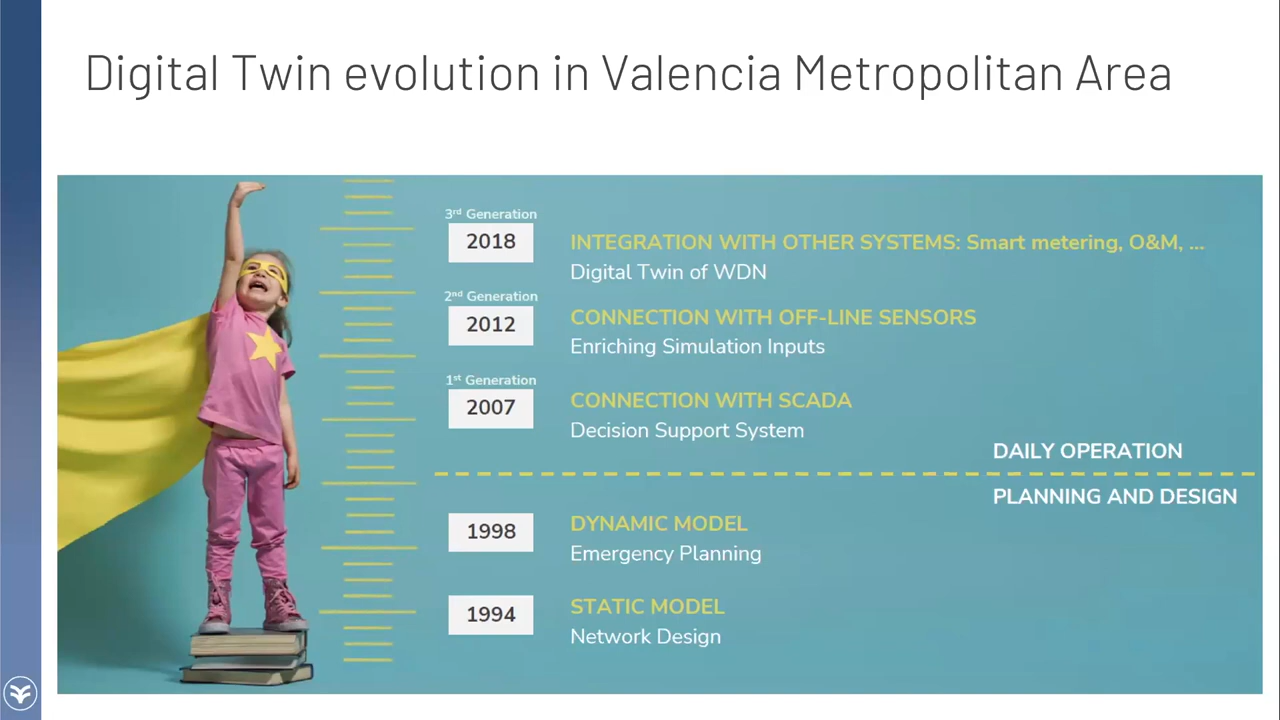 Digital Twin evolution in Valencia Metropolitan Area
3rd Generation
2018
INTEGRATION WITH OTHER SYSTEMS: Smart metering, O&M, ...
Digital Twin of WDN
2nd Generation
2012
CONNECTION WITH OFF-LINE SENSORS
Enriching Simulation Inputs
1st Generation
2007
CONNECTION WITH SCADA
Decision Support System
DAILY OPERATION
PLANNING AND DESIGN
1998
DYNAMIC MODEL
Emergency Planning
1994
STATIC MODEL
Network Design